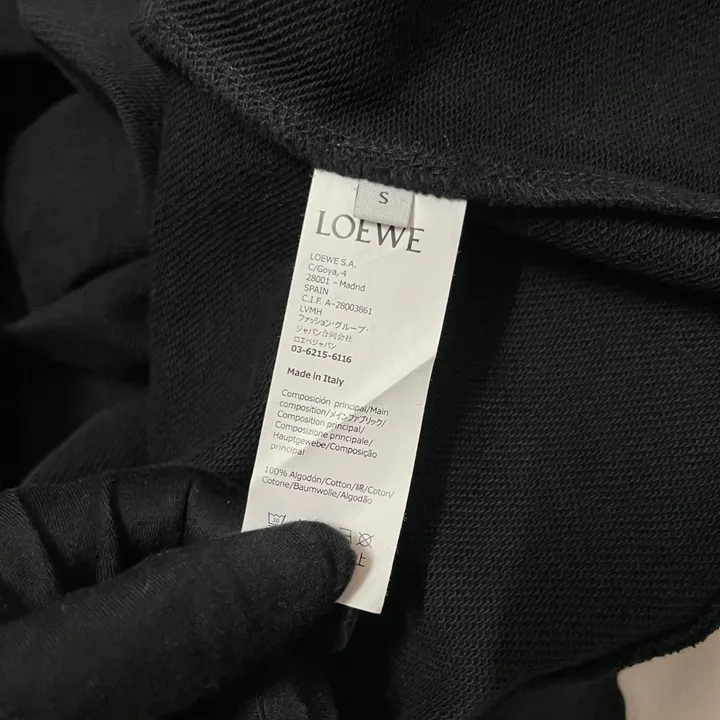 S
LOEWE
LOEWE S.A.
C/Goya, 4
28001 – Madrid
SPAIN
C.I.F. A-28003861
LVMH
ファッション・グループ・
ジャパン合同会社
ロエベジャパン
03-6215-6116
Made in Italy
Composición principal/Main
composition/メインファブリック/
Composition principal/
Composizione principale/
Hauptgewebe/Composição
principal
100% Algodón/Cotton/綿/Coton/
Cotone/Baumwolle/Algodão
30